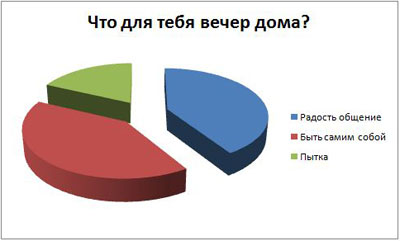 Что для тебя вечер дома?
Радость общение
Быть самим собой
Пытка